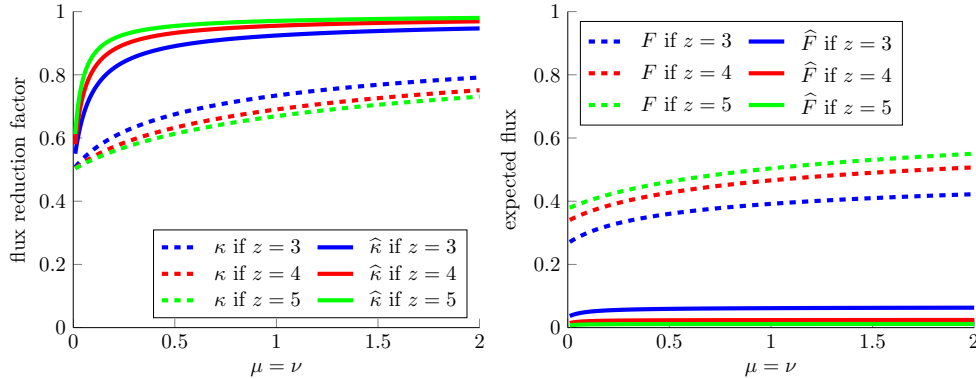 1
0.8
0.6
0.4
0.2
0
flux reduction factor
κ if z = 3
κ̂ if z = 3
κ if z = 4
κ̂ if z = 4
κ if z = 5
κ̂ if z = 5
0 0.5 1 1.5 2
μ = ν
1
0.8
0.6
0.4
0.2
0
expected flux
F if z = 3
F̂ if z = 3
F if z = 4
F̂ if z = 4
F if z = 5
F̂ if z = 5
0 0.5 1 1.5 2
μ = ν